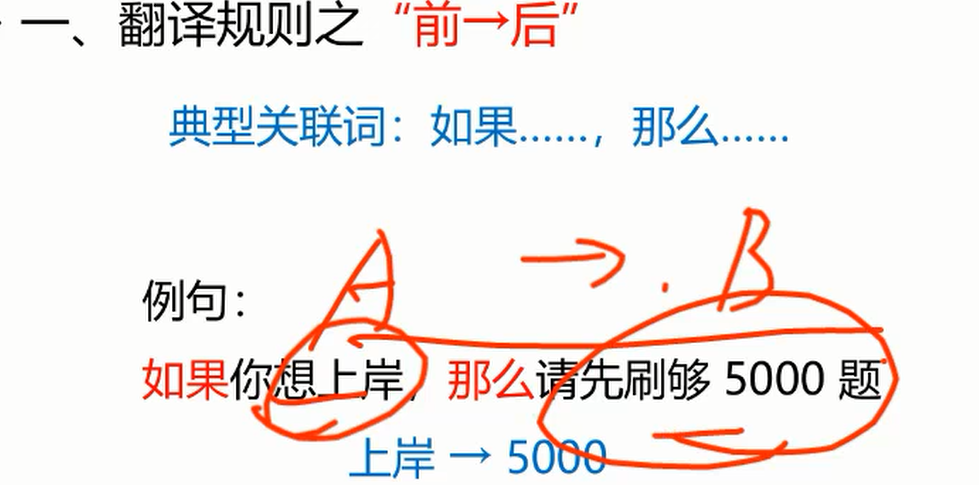 一、翻译规则之“前→后”
典型关联词：如果……，那么……
A → B
例句：
如果你想上岸，那么请先刷够 5000 题
上岸 → 5000